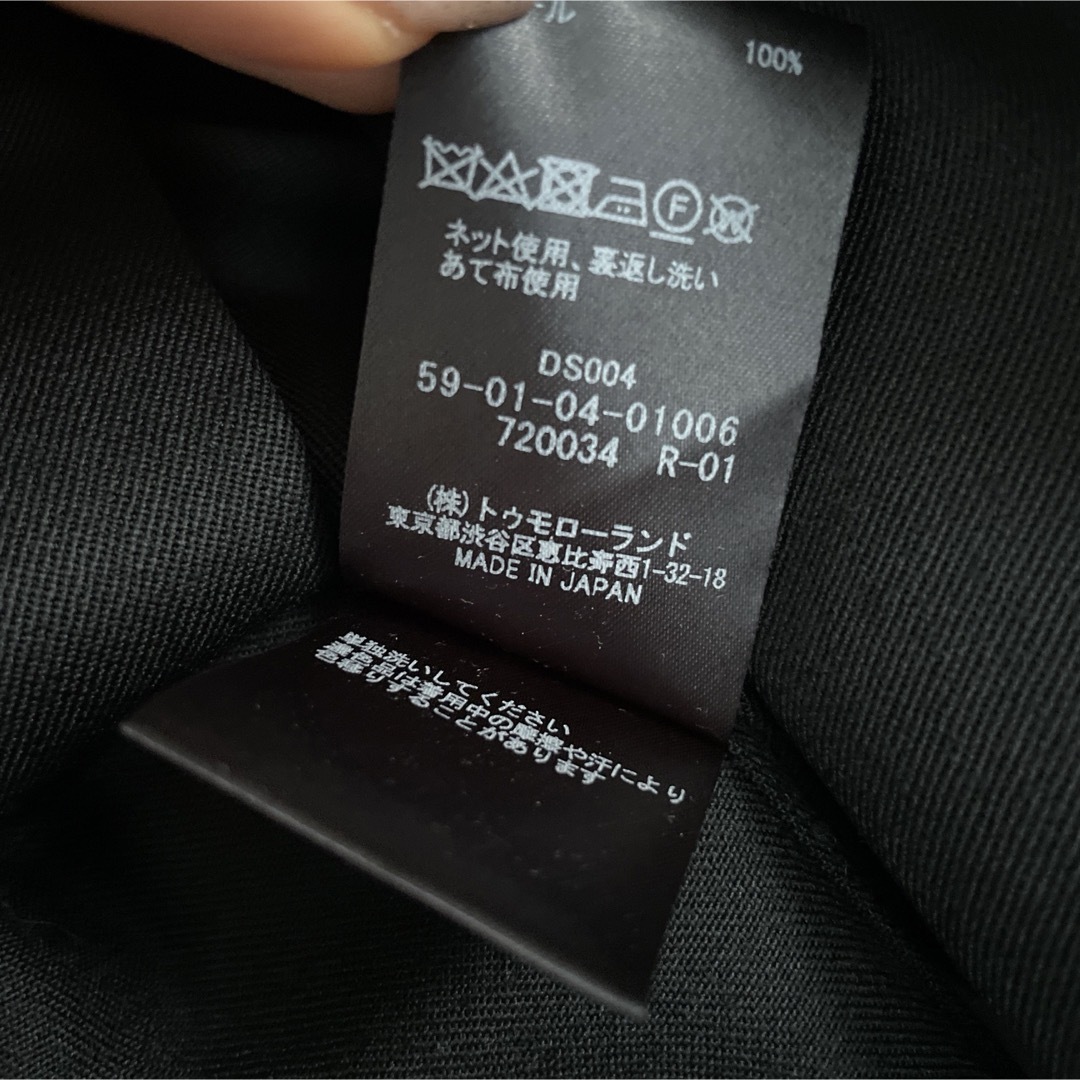 ール 100%
F W
ネット使用、裏返し洗い
あて布使用
DS004
59-01-04-01006
720034 R-01
(株)トゥモローランド
東京都渋谷区恵比寿西1-32-18
MADE IN JAPAN
単独洗いしてください
濃色品は着用中の摩擦や汗により
色移りすることがあります